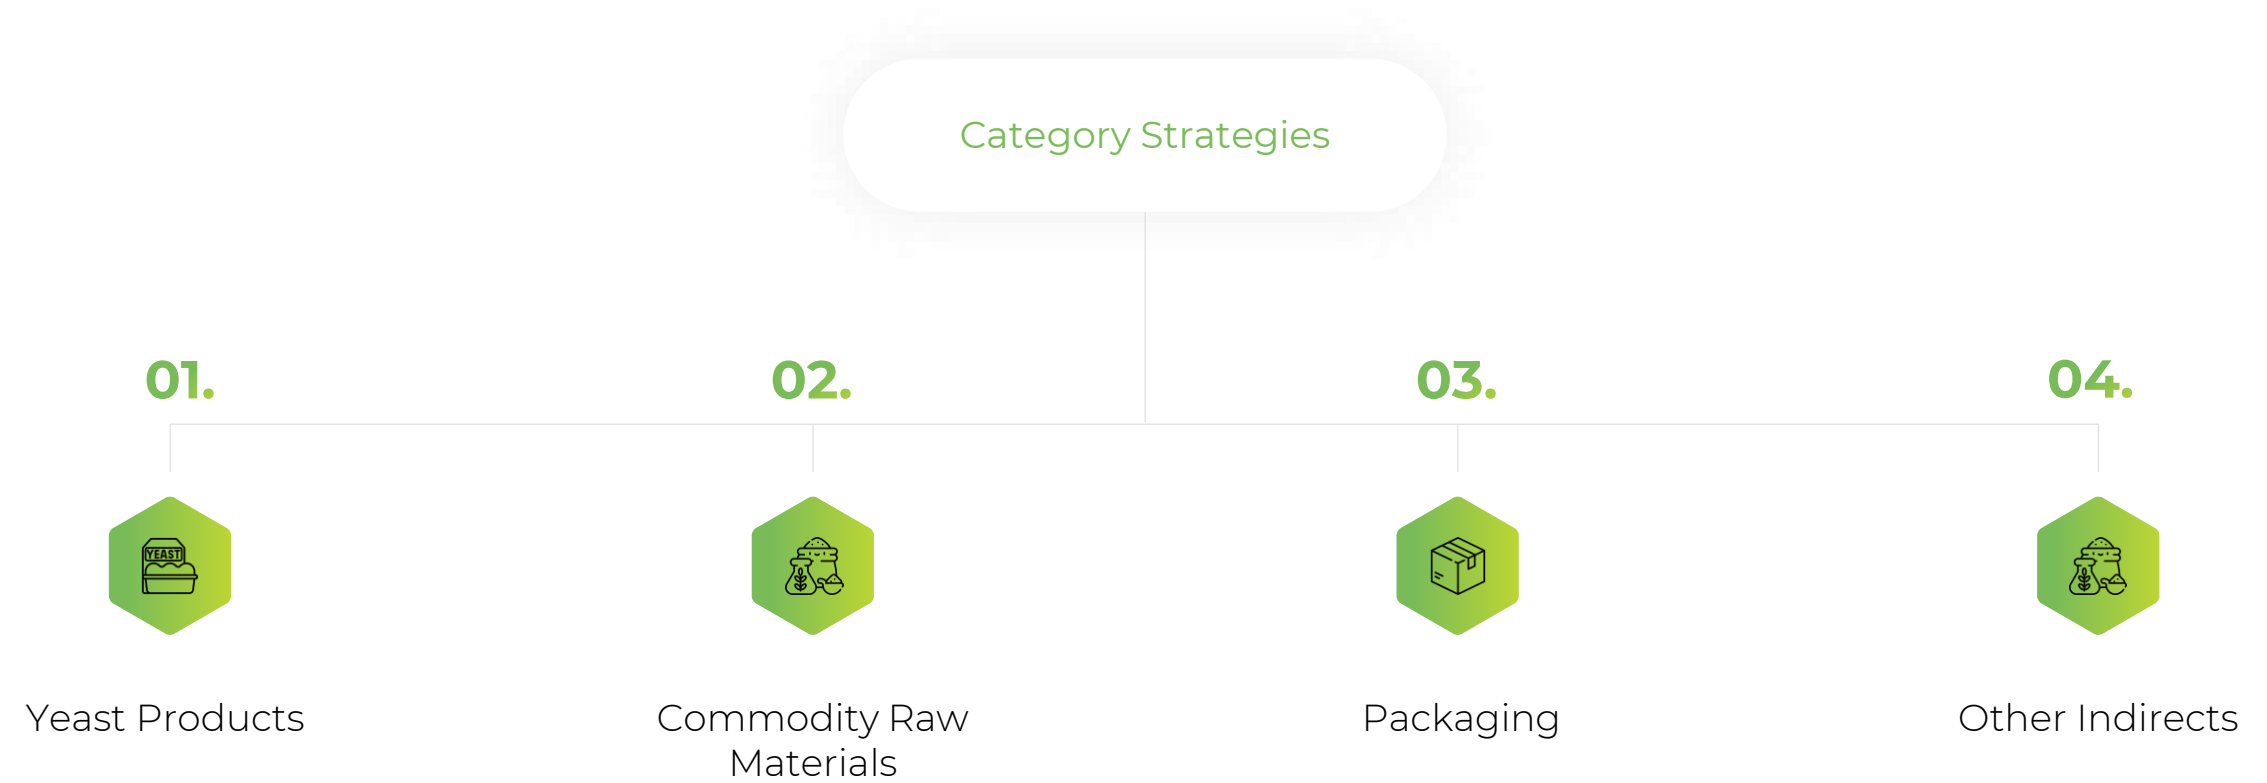 Category Strategies
01.
02.
03.
04.
YEAST
Yeast Products
Commodity Raw
Materials
Packaging
Other Indirects